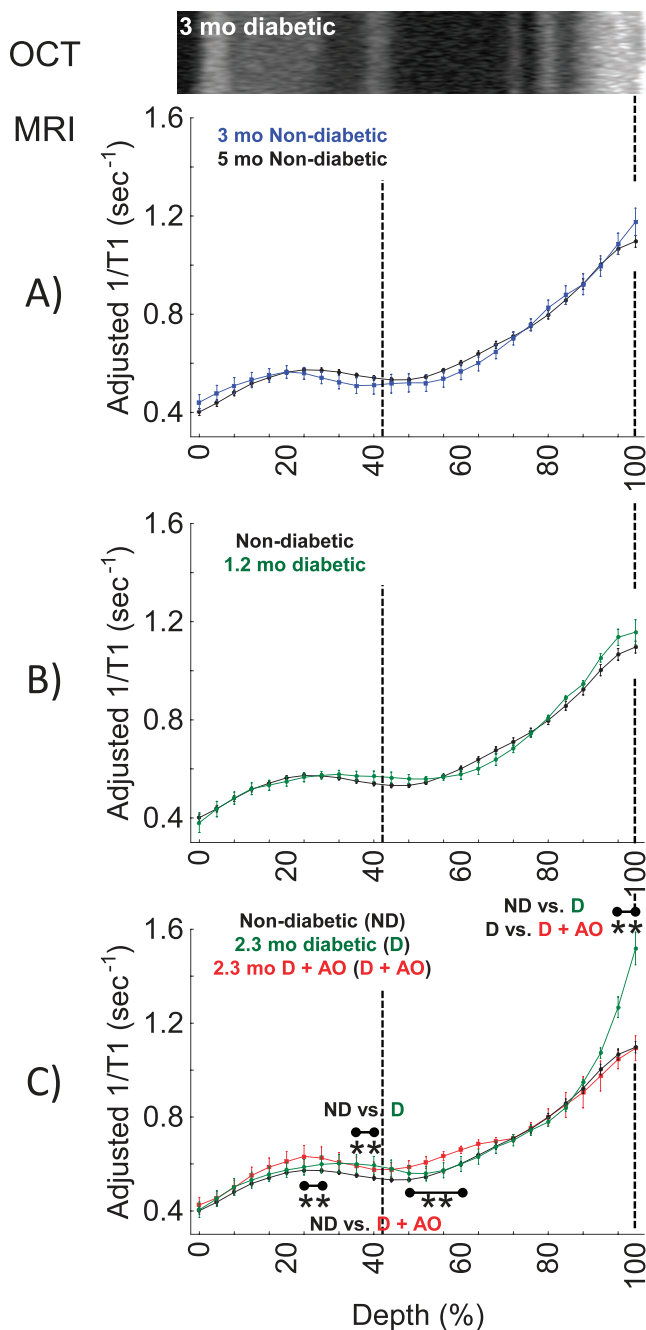 OCT
3 mo diabetic
MRI
A)
Adjusted 1/T1 (sec⁻¹)
1.6
1.2
0.8
0.4
3 mo Non-diabetic
5 mo Non-diabetic
0 20 40 60 80 100
B)
Adjusted 1/T1 (sec⁻¹)
1.6
1.2
0.8
0.4
Non-diabetic
1.2 mo diabetic
0 20 40 60 80 100
C)
Adjusted 1/T1 (sec⁻¹)
1.6
1.2
0.8
0.4
Non-diabetic (ND)
2.3 mo diabetic (D)
2.3 mo D + AO (D + AO)
ND vs. D
D vs. D + AO
**
ND vs. D
**
**
**
ND vs. D + AO
0 20 40 60 80 100
Depth (%)